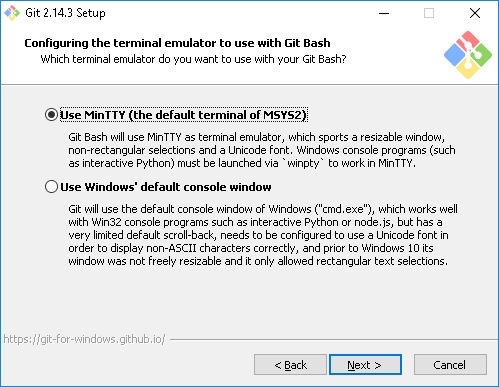 Git 2.14.3 Setup
Configuring the terminal emulator to use with Git Bash
Which terminal emulator do you want to use with your Git Bash?
Use MinTTY (the default terminal of MSYS2)
Git Bash will use MinTTY as terminal emulator, which sports a resizable window,
non-rectangular selections and a Unicode font. Windows console programs (such
as interactive Python) must be launched via `winpty` to work in MinTTY.
Use Windows' default console window
Git will use the default console window of Windows ("cmd.exe"), which works well
with Win32 console programs such as interactive Python or node.js, but has a
very limited default scroll-back, needs to be configured to use a Unicode font in
order to display non-ASCII characters correctly, and prior to Windows 10 its
window was not freely resizable and it only allowed rectangular text selections.
https://git-for-windows.github.io/
< Back
Next >
Cancel